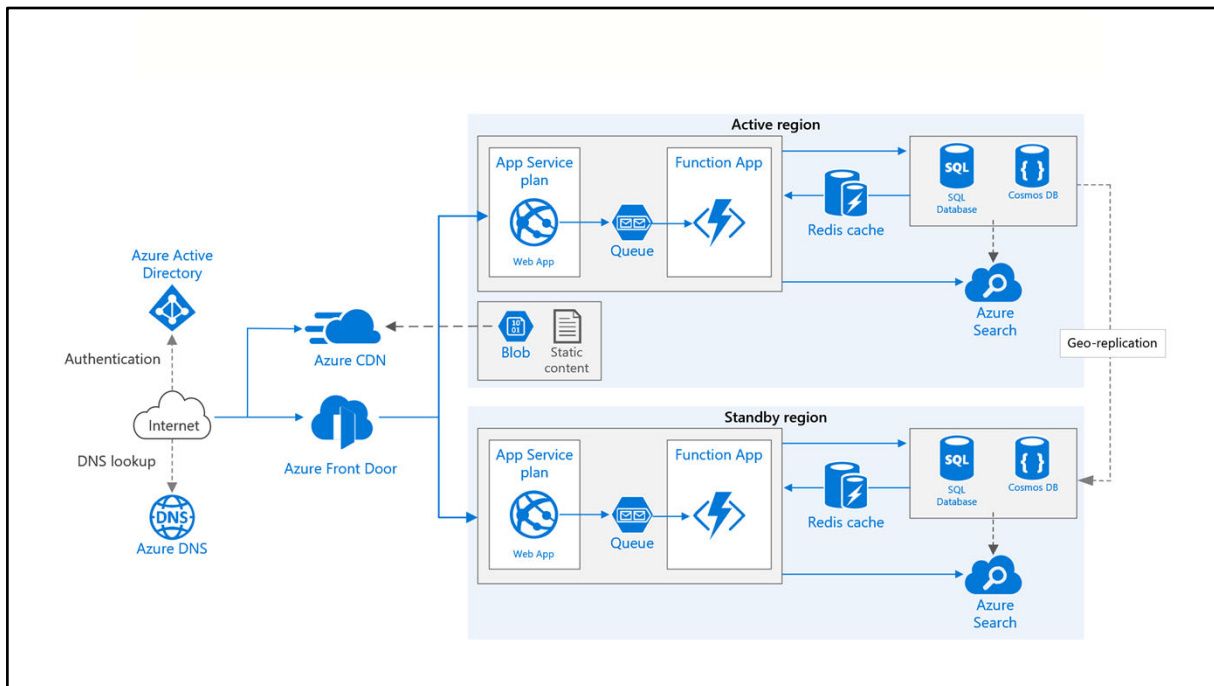 Active region
App Service
plan
Web App
Queue
Function App
Redis cache
SQL
SQL
Database
{ }
Cosmos DB
Azure
Search
10
01
Blob
Static
content
Geo-replication
Azure Active
Directory
Authentication
Internet
DNS lookup
DNS
Azure DNS
Azure CDN
Azure Front Door
Standby region
App Service
plan
Web App
Queue
Function App
Redis cache
SQL
SQL
Database
{ }
Cosmos DB
Azure
Search